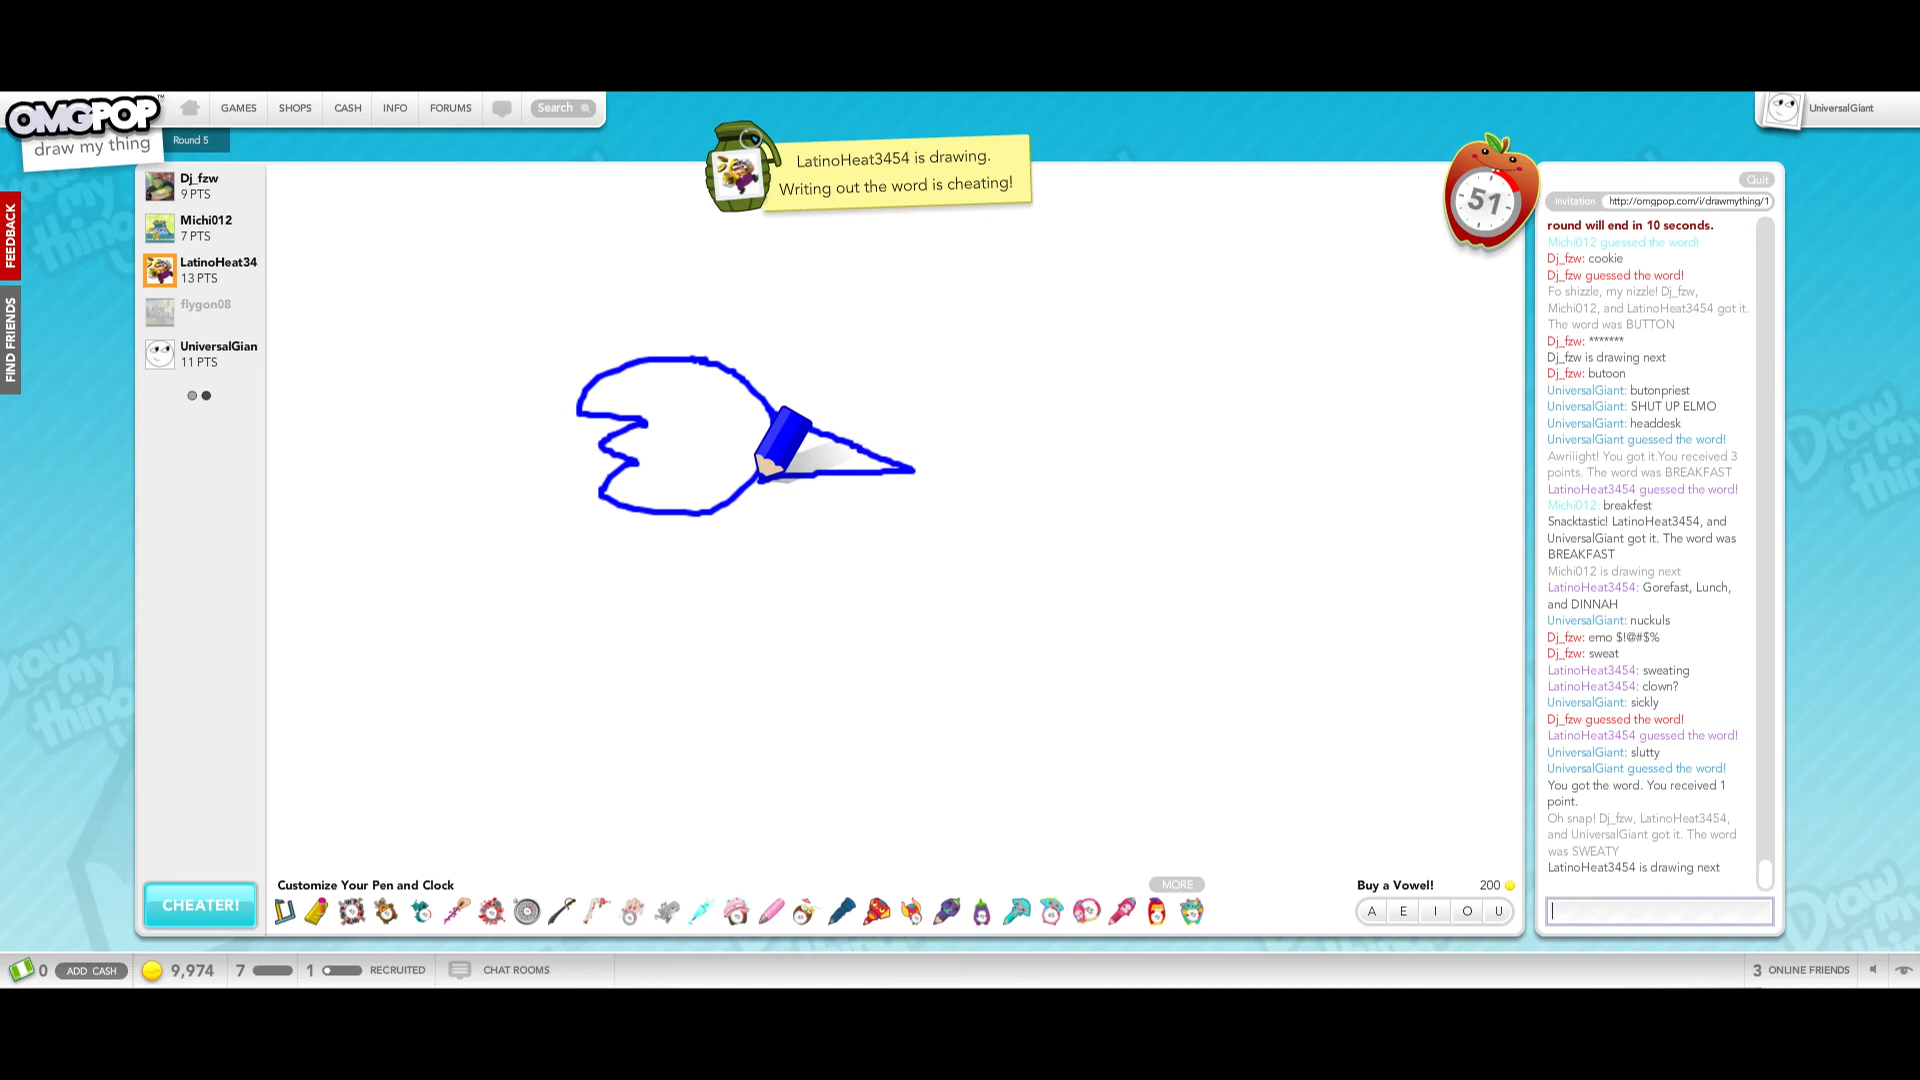 OMGPOP
TM
draw my thing
GAMES
SHOPS
CASH
INFO
FORUMS
Search
UniversalGiant
Round 5
FEEDBACK
FIND FRIENDS
Dj_fzw
9 PTS
Michi012
7 PTS
LatinoHeat34
13 PTS
flygon08
UniversalGian
11 PTS
LatinoHeat3454 is drawing.
Writing out the word is cheating!
51
Quit
Invitation http://omgpop.com/i/drawmything/1
round will end in 10 seconds.
Michi012 guessed the word!
Dj_fzw: cookie
Dj_fzw guessed the word!
Fo shizzle, my nizzle! Dj_fzw,
Michi012, and LatinoHeat3454 got it.
The word was BUTTON
Dj_fzw: *******
Dj_fzw is drawing next
Dj_fzw: butoon
UniversalGiant: butonpriest
UniversalGiant: SHUT UP ELMO
UniversalGiant: headdesk
UniversalGiant guessed the word!
Awriiight! You got it.You received 3
points. The word was BREAKFAST
LatinoHeat3454 guessed the word!
Michi012: breakfest
Snacktastic! LatinoHeat3454, and
UniversalGiant got it. The word was
BREAKFAST
Michi012 is drawing next
LatinoHeat3454: Gorefast, Lunch,
and DINNAH
UniversalGiant: nuckuls
Dj_fzw: emo $!@#$%
Dj_fzw: sweat
LatinoHeat3454: sweating
LatinoHeat3454: clown?
UniversalGiant: sickly
Dj_fzw guessed the word!
LatinoHeat3454 guessed the word!
UniversalGiant: slutty
UniversalGiant guessed the word!
You got the word. You received 1
point.
Oh snap! Dj_fzw, LatinoHeat3454,
and UniversalGiant got it. The word
was SWEATY
LatinoHeat3454 is drawing next
CHEATER!
Customize Your Pen and Clock
MORE
Buy a Vowel!
200
A E I O U
0
ADD CASH
9,974
7
1
RECRUITED
CHAT ROOMS
3 ONLINE FRIENDS